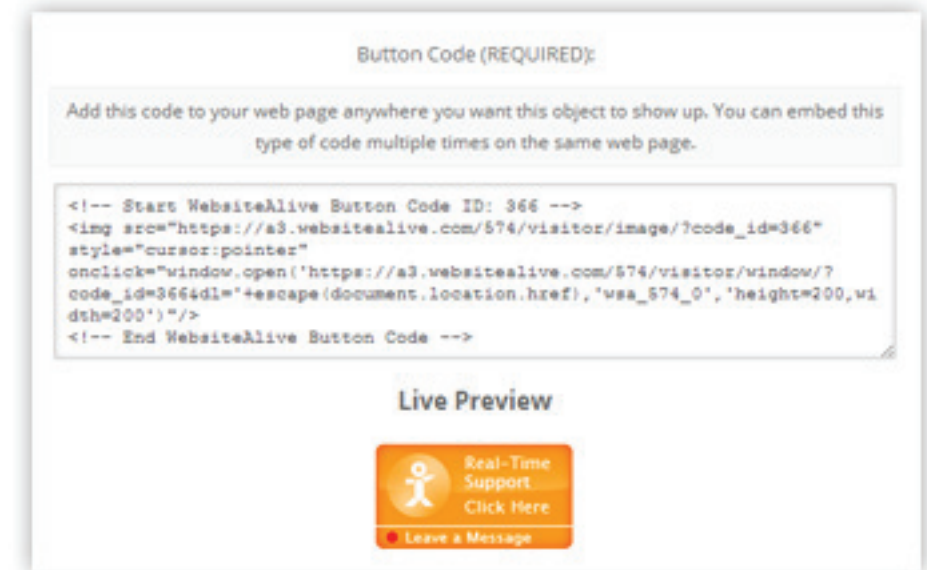 Button Code (REQUIRED):
Add this code to your web page anywhere you want this object to show up. You can embed this
type of code multiple times on the same web page.
<!-- Start WebsiteAlive Button Code ID: 366 -->
<img src="https://a3.websitealive.com/574/visitor/image/?code_id=366"
style="cursor:pointer"
onclick="window.open('https://a3.websitealive.com/574/visitor/window/?
code_id=366&dl='+escape(document.location.href),'wsa_574_0','height=200,wi
dth=200')"/>
<!-- End WebsiteAlive Button Code -->
Live Preview
Real-Time
Support
Click Here
Leave a Message